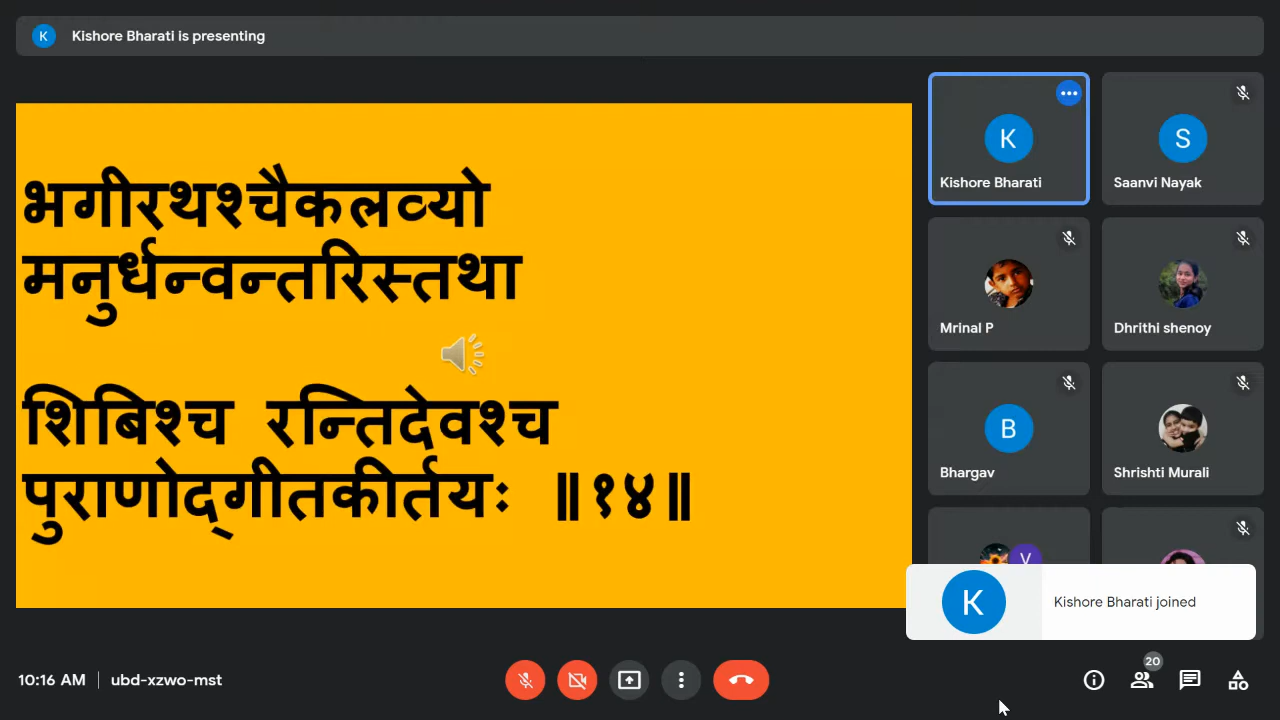 K Kishore Bharati is presenting
भगीरथश्चैकलव्यो
मनुर्धन्वन्तरिस्तथा
शिबिश्च रन्तिदेवश्च
पुराणोद्‌गीतकीर्तयः ॥१४॥
K
Kishore Bharati
S
Saanvi Nayak
Mrinal P
Dhrithi shenoy
B
Bhargav
Shrishti Murali
V
K
Kishore Bharati joined
10:16 AM | ubd-xzwo-mst
20